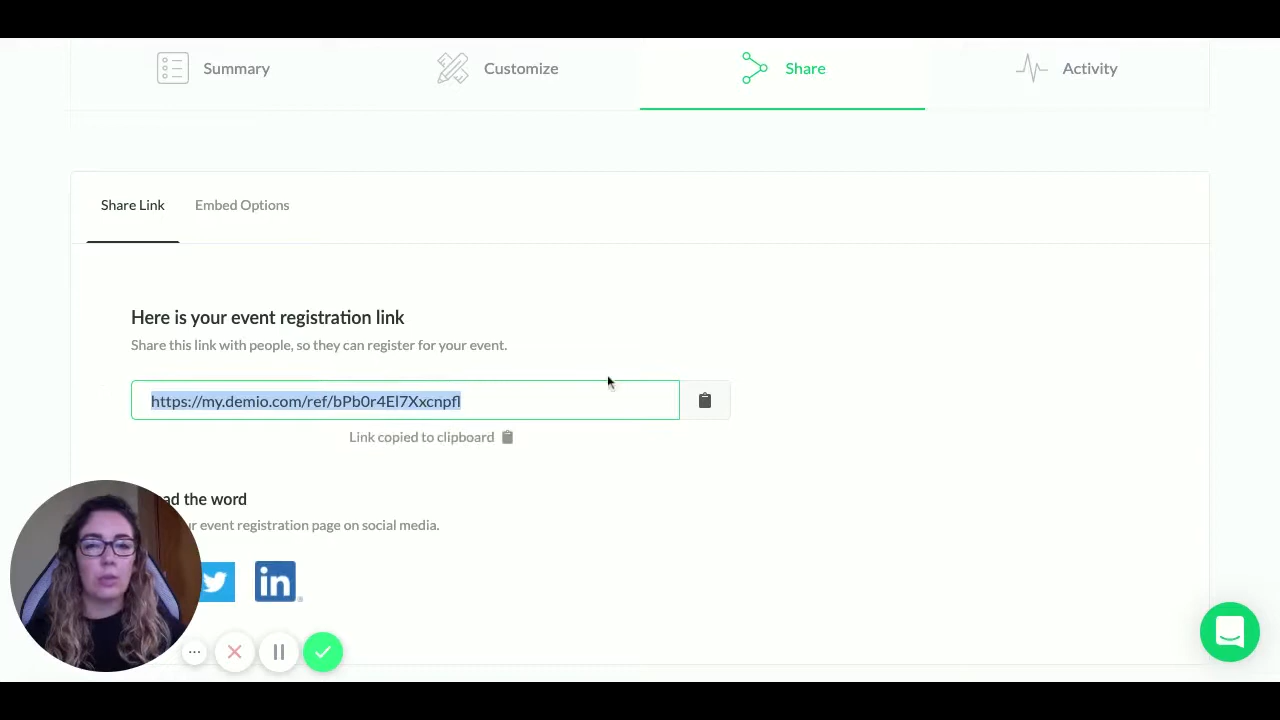 Summary
Customize
Share
Activity
Share Link
Embed Options
Here is your event registration link
Share this link with people, so they can register for your event.
https://my.demio.com/ref/bPb0r4El7Xxcnpfl
Link copied to clipboard
the word
event registration page on social media.
in